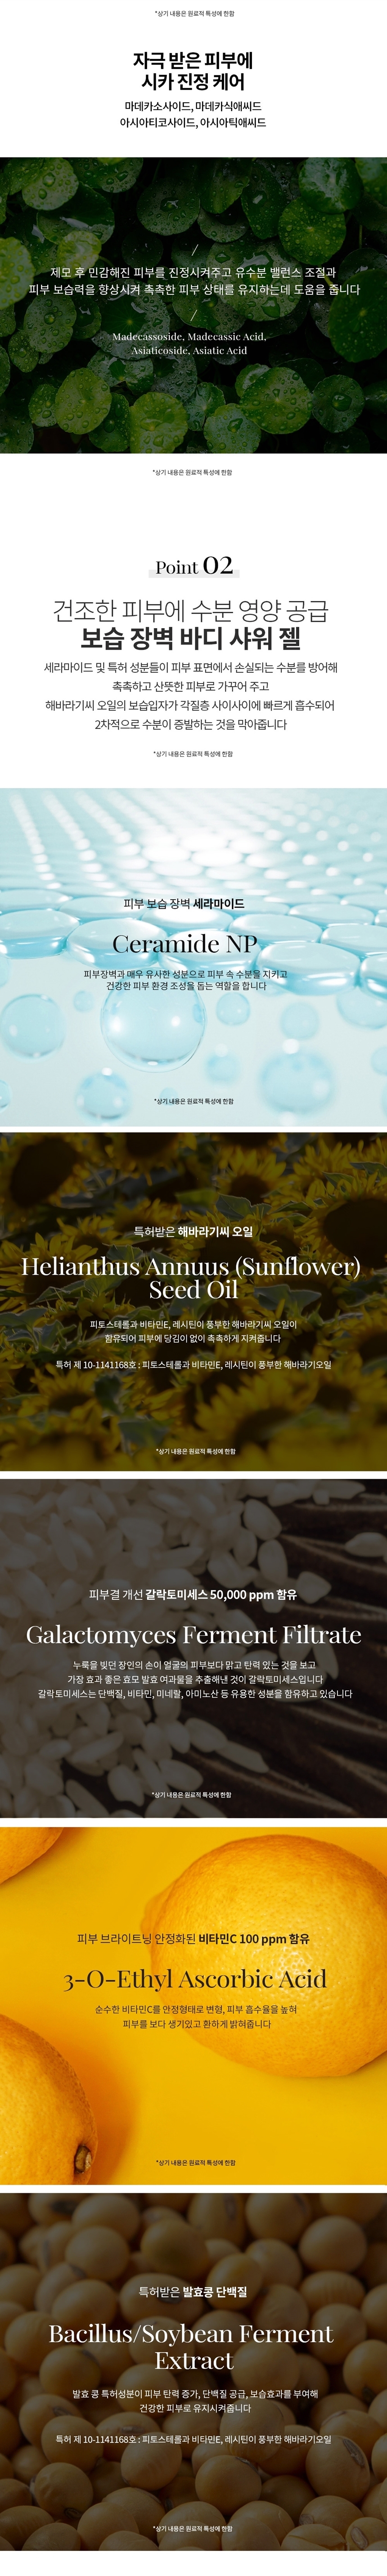 *상기 내용은 원료적 특성에 한함
자극 받은 피부에
시카 진정 케어
마데카소사이드, 마데카식애씨드
아시아티코사이드, 아시아틱애씨드
제모 후 민감해진 피부를 진정시켜주고 유수분 밸런스 조절과
피부 보습력을 향상시켜 촉촉한 피부 상태를 유지하는데 도움을 줍니다
Madecassoside, Madecassic Acid,
Asiaticoside, Asiatic Acid
*상기 내용은 원료적 특성에 한함
Point 02
건조한 피부에 수분 영양 공급
보습 장벽 바디 샤워 젤
세라마이드 및 특허 성분들이 피부 표면에서 손실되는 수분를 방어해
촉촉하고 산뜻한 피부로 가꾸어 주고
해바라기씨 오일의 보습입자가 각질층 사이사이에 빠르게 흡수되어
2차적으로 수분이 증발하는 것을 막아줍니다
*상기 내용은 원료적 특성에 한함
피부 보습 장벽 세라마이드
Ceramide NP
피부장벽과 매우 유사한 성분으로 피부 속 수분을 지키고
건강한 피부 환경 조성을 돕는 역할을 합니다
*상기 내용은 원료적 특성에 한함
특허받은 해바라기씨 오일
Helianthus Annuus (Sunflower)
Seed Oil
피토스테롤과 비타민E, 레시틴이 풍부한 해바라기씨 오일이
함유되어 피부에 당김이 없이 촉촉하게 지켜줍니다
특허 제 10-1141168호 : 피토스테롤과 비타민E, 레시틴이 풍부한 해바라기오일
*상기 내용은 원료적 특성에 한함
피부결 개선 갈락토미세스 50,000 ppm 함유
Galactomyces Ferment Filtrate
누룩을 빚던 장인의 손이 얼굴의 피부보다 맑고 탄력 있는 것을 보고
가장 효과 좋은 효모 발효 여과물을 추출해낸 것이 갈락토미세스입니다
갈락토미세스는 단백질, 비타민, 미네랄, 아미노산 등 유용한 성분을 함유하고 있습니다
*상기 내용은 원료적 특성에 한함
피부 브라이트닝 안정화된 비타민C 100 ppm 함유
3-O-Ethyl Ascorbic Acid
순수한 비타민C를 안정형태로 변형, 피부 흡수율을 높혀
피부를 보다 생기있고 환하게 밝혀줍니다
*상기 내용은 원료적 특성에 한함
특허받은 발효콩 단백질
Bacillus/Soybean Ferment
Extract
발효 콩 특허성분이 피부 탄력 증가, 단백질 공급, 보습효과를 부여해
건강한 피부로 유지시켜줍니다
특허 제 10-1141168호 : 피토스테롤과 비타민E, 레시틴이 풍부한 해바라기오일
*상기 내용은 원료적 특성에 한함